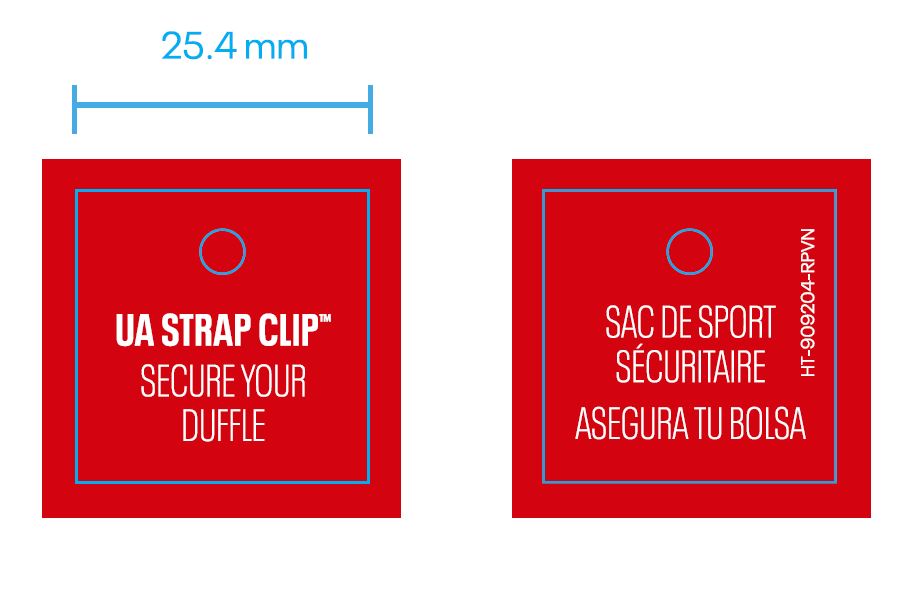 25.4 mm
UA STRAP CLIP™
SECURE YOUR
DUFFLE
SAC DE SPORT
SÉCURITAIRE
ASEGURA TU BOLSA
HT-909204-RPVN